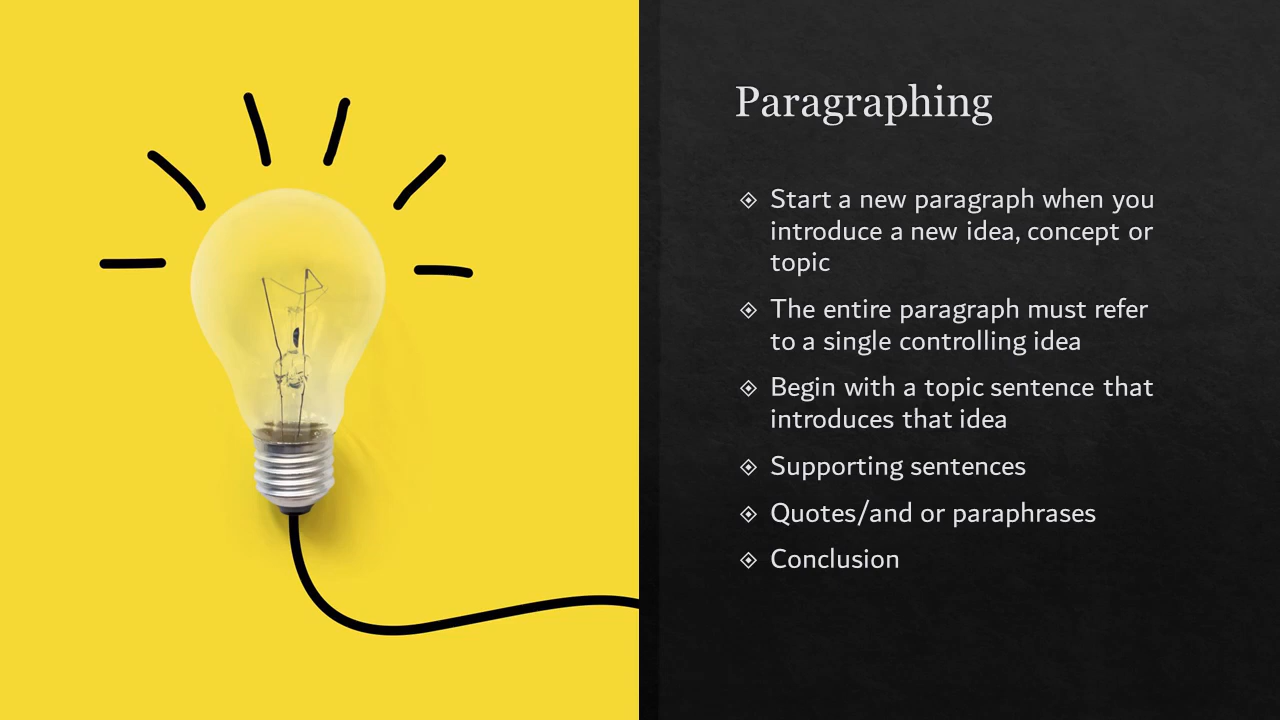 Paragraphing
Start a new paragraph when you
introduce a new idea, concept or
topic
The entire paragraph must refer
to a single controlling idea
Begin with a topic sentence that
introduces that idea
Supporting sentences
Quotes/and or paraphrases
Conclusion